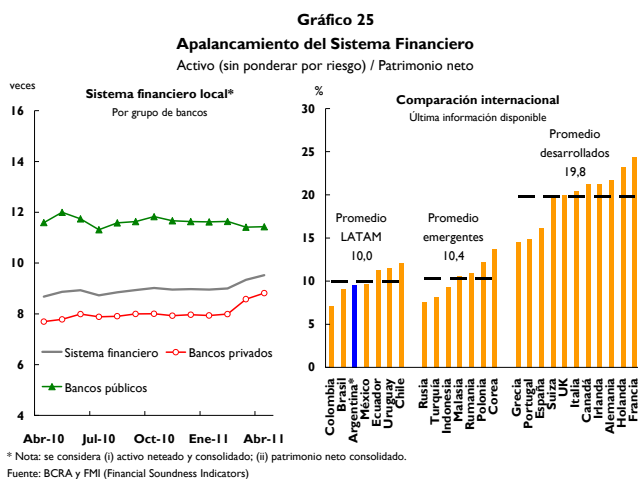 Gráfico 25
Apalancamiento del Sistema Financiero
Activo (sin ponderar por riesgo) / Patrimonio neto
veces
Sistema financiero local*
Por grupo de bancos
16
14
12
10
8
6
4
Sistema financiero
Bancos privados
Bancos públicos
Abr-10
Jul-10
Oct-10
Ene-11
Abr-11
%
Comparación internacional
Última información disponible
30
25
20
15
10
5
0
Promedio
LATAM
10,0
Promedio
emergentes
10,4
Promedio
desarrollados
19,8
Colombia
Brasil
Argentina*
México
Ecuador
Uruguay
Chile
Rusia
Turquía
Indonesia
Malasia
Rumania
Polonia
Corea
Grecia
Portugal
España
Suiza
UK
Italia
Canadá
Irlanda
Alemania
Holanda
Francia
* Nota: se considera (i) activo neteado y consolidado; (ii) patrimonio neto consolidado.
Fuente: BCRA y FMI (Financial Soundness Indicators)